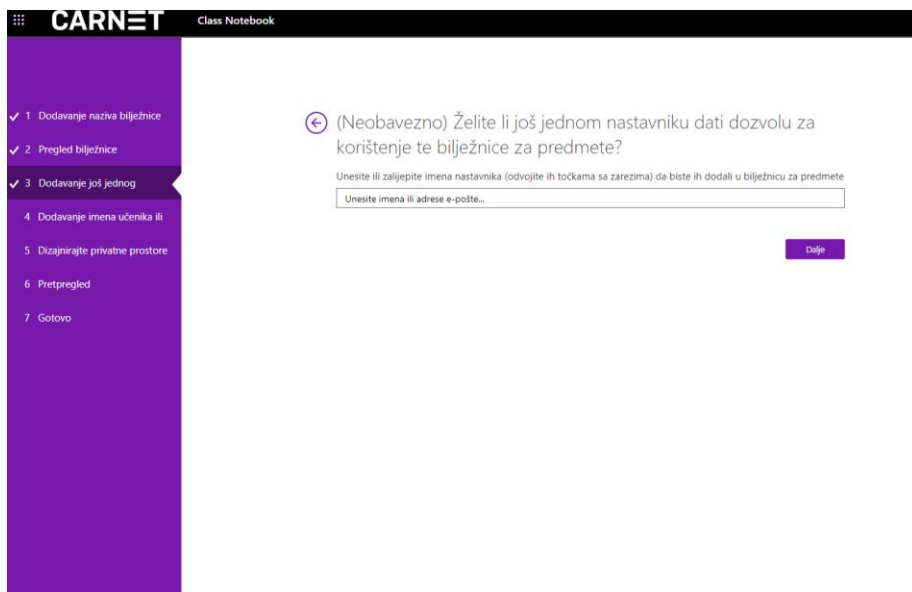 CARNET
Class Notebook
1 Dodavanje naziva bilježnice
2 Pregled bilježnice
3 Dodavanje još jednog
4 Dodavanje imena učenika ili
5 Dizajnirajte privatne prostore
6 Pretpregled
7 Gotovo
(Neobavezno) Želite li još jednom nastavniku dati dozvolu za
korištenje te bilježnice za predmete?
Unesite ili zalijepite imena nastavnika (odvojite ih točkama sa zarezima) da biste ih dodali u bilježnicu za predmete
Unesite imena ili adrese e-pošte...
Dalje